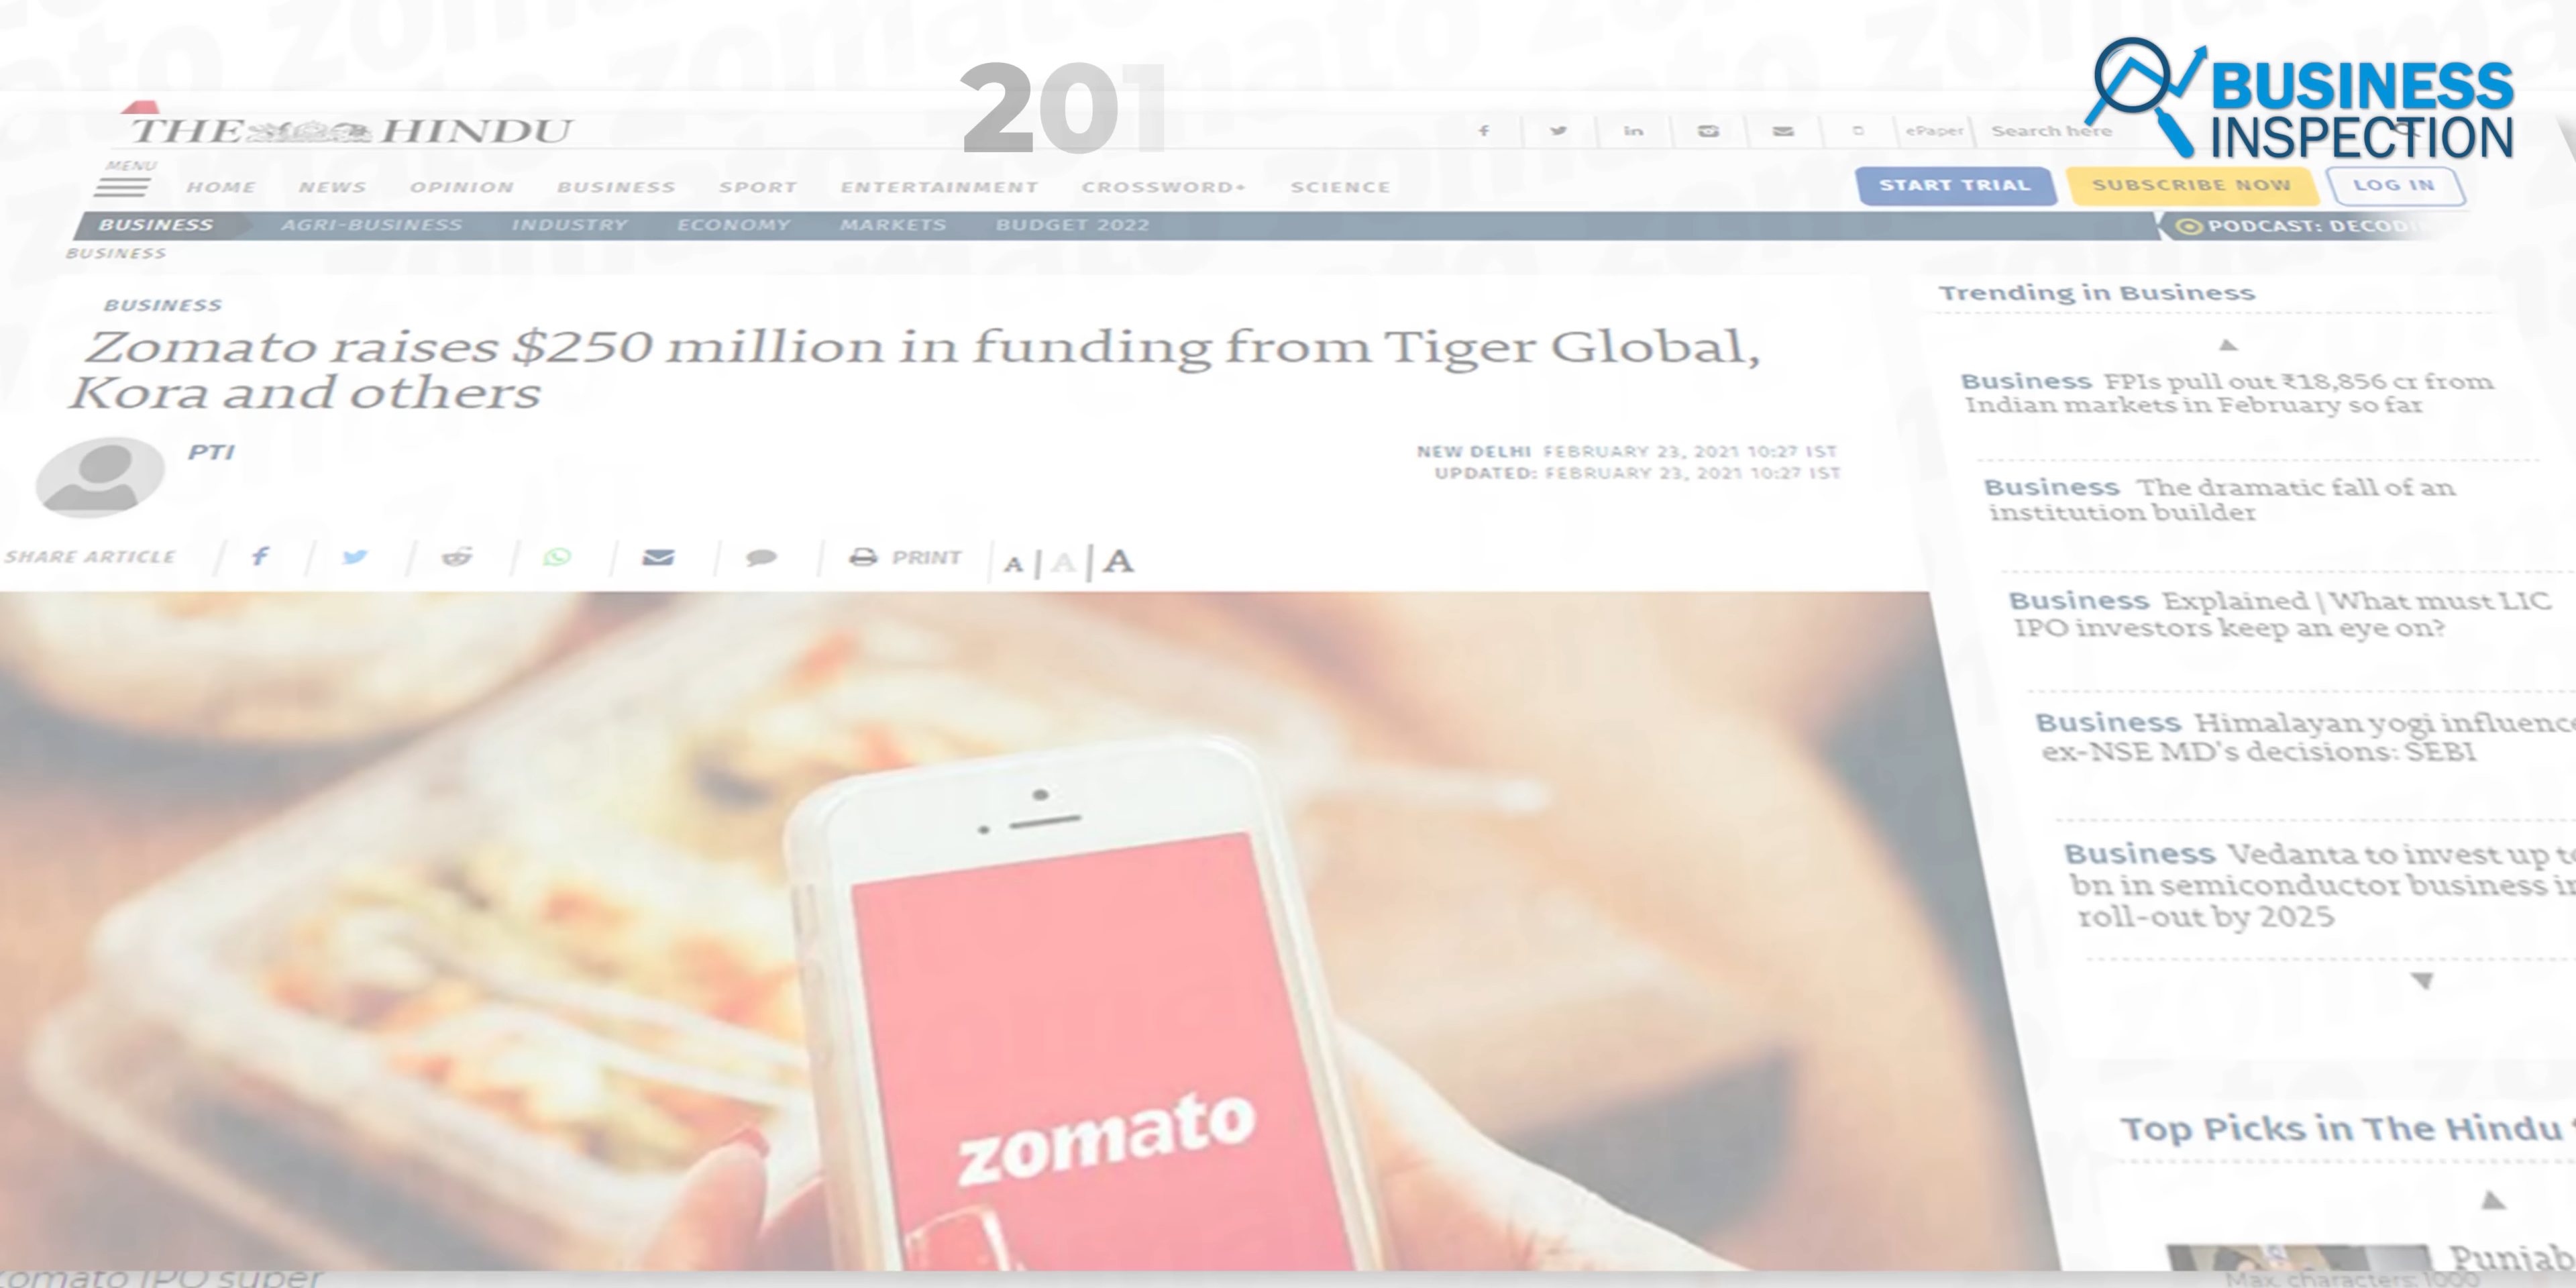 201
BUSINESS
INSPECTION
THE HINDU
ePaper
Search here
MENU
HOME NEWS OPINION BUSINESS SPORT ENTERTAINMENT CROSSWORD+ SCIENCE
START TRIAL SUBSCRIBE NOW LOG IN
BUSINESS AGRI-BUSINESS INDUSTRY ECONOMY MARKETS BUDGET 2022
PODCAST:
BUSINESS
BUSINESS
Zomato raises $250 million in funding from Tiger Global,
Kora and others
PTI
NEW DELHI FEBRUARY 23, 2021 10:27 IST
UPDATED: FEBRUARY 23, 2021 10:27 IST
SHARE ARTICLE PRINT A | A | A
zomato
Trending in Business
Business FPIs pull out ₹18,856 cr from
Indian markets in February so far
Business The dramatic fall of an
institution builder
Business Explained | What must LIC
IPO investors keep an eye on?
Business Himalayan yogi influence
ex-NSE MD's decisions: SEBI
Business Vedanta to invest up to
bn in semiconductor business in
roll-out by 2025
Top Picks in The Hindu
Punjab
Max. character
omato IPO super